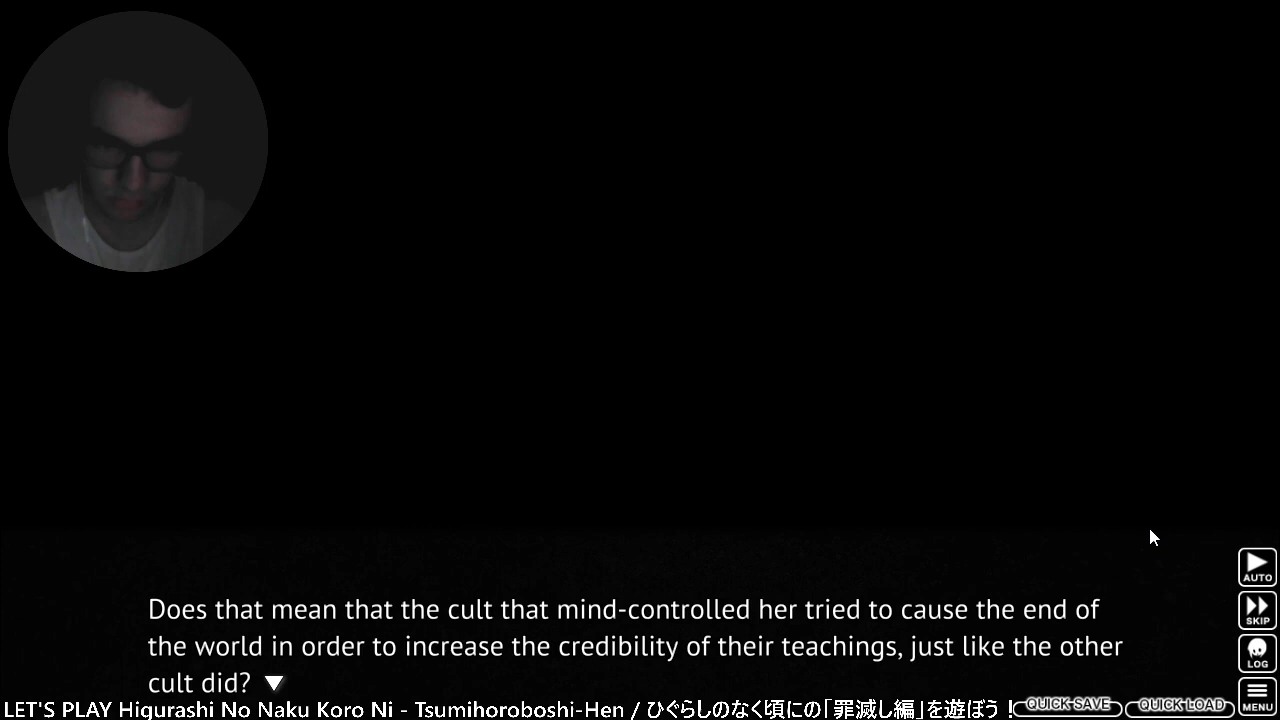 Does that mean that the cult that mind-controlled her tried to cause the end of
the world in order to increase the credibility of their teachings, just like the other
cult did?
AUTO
SKIP
LOG
MENU
QUICK SAVE
QUICK LOAD
LET'S PLAY Higurashi No Naku Koro Ni - Tsumihoroboshi-Hen / ひぐらしのなく頃にの「罪滅し編」を遊ぼう！